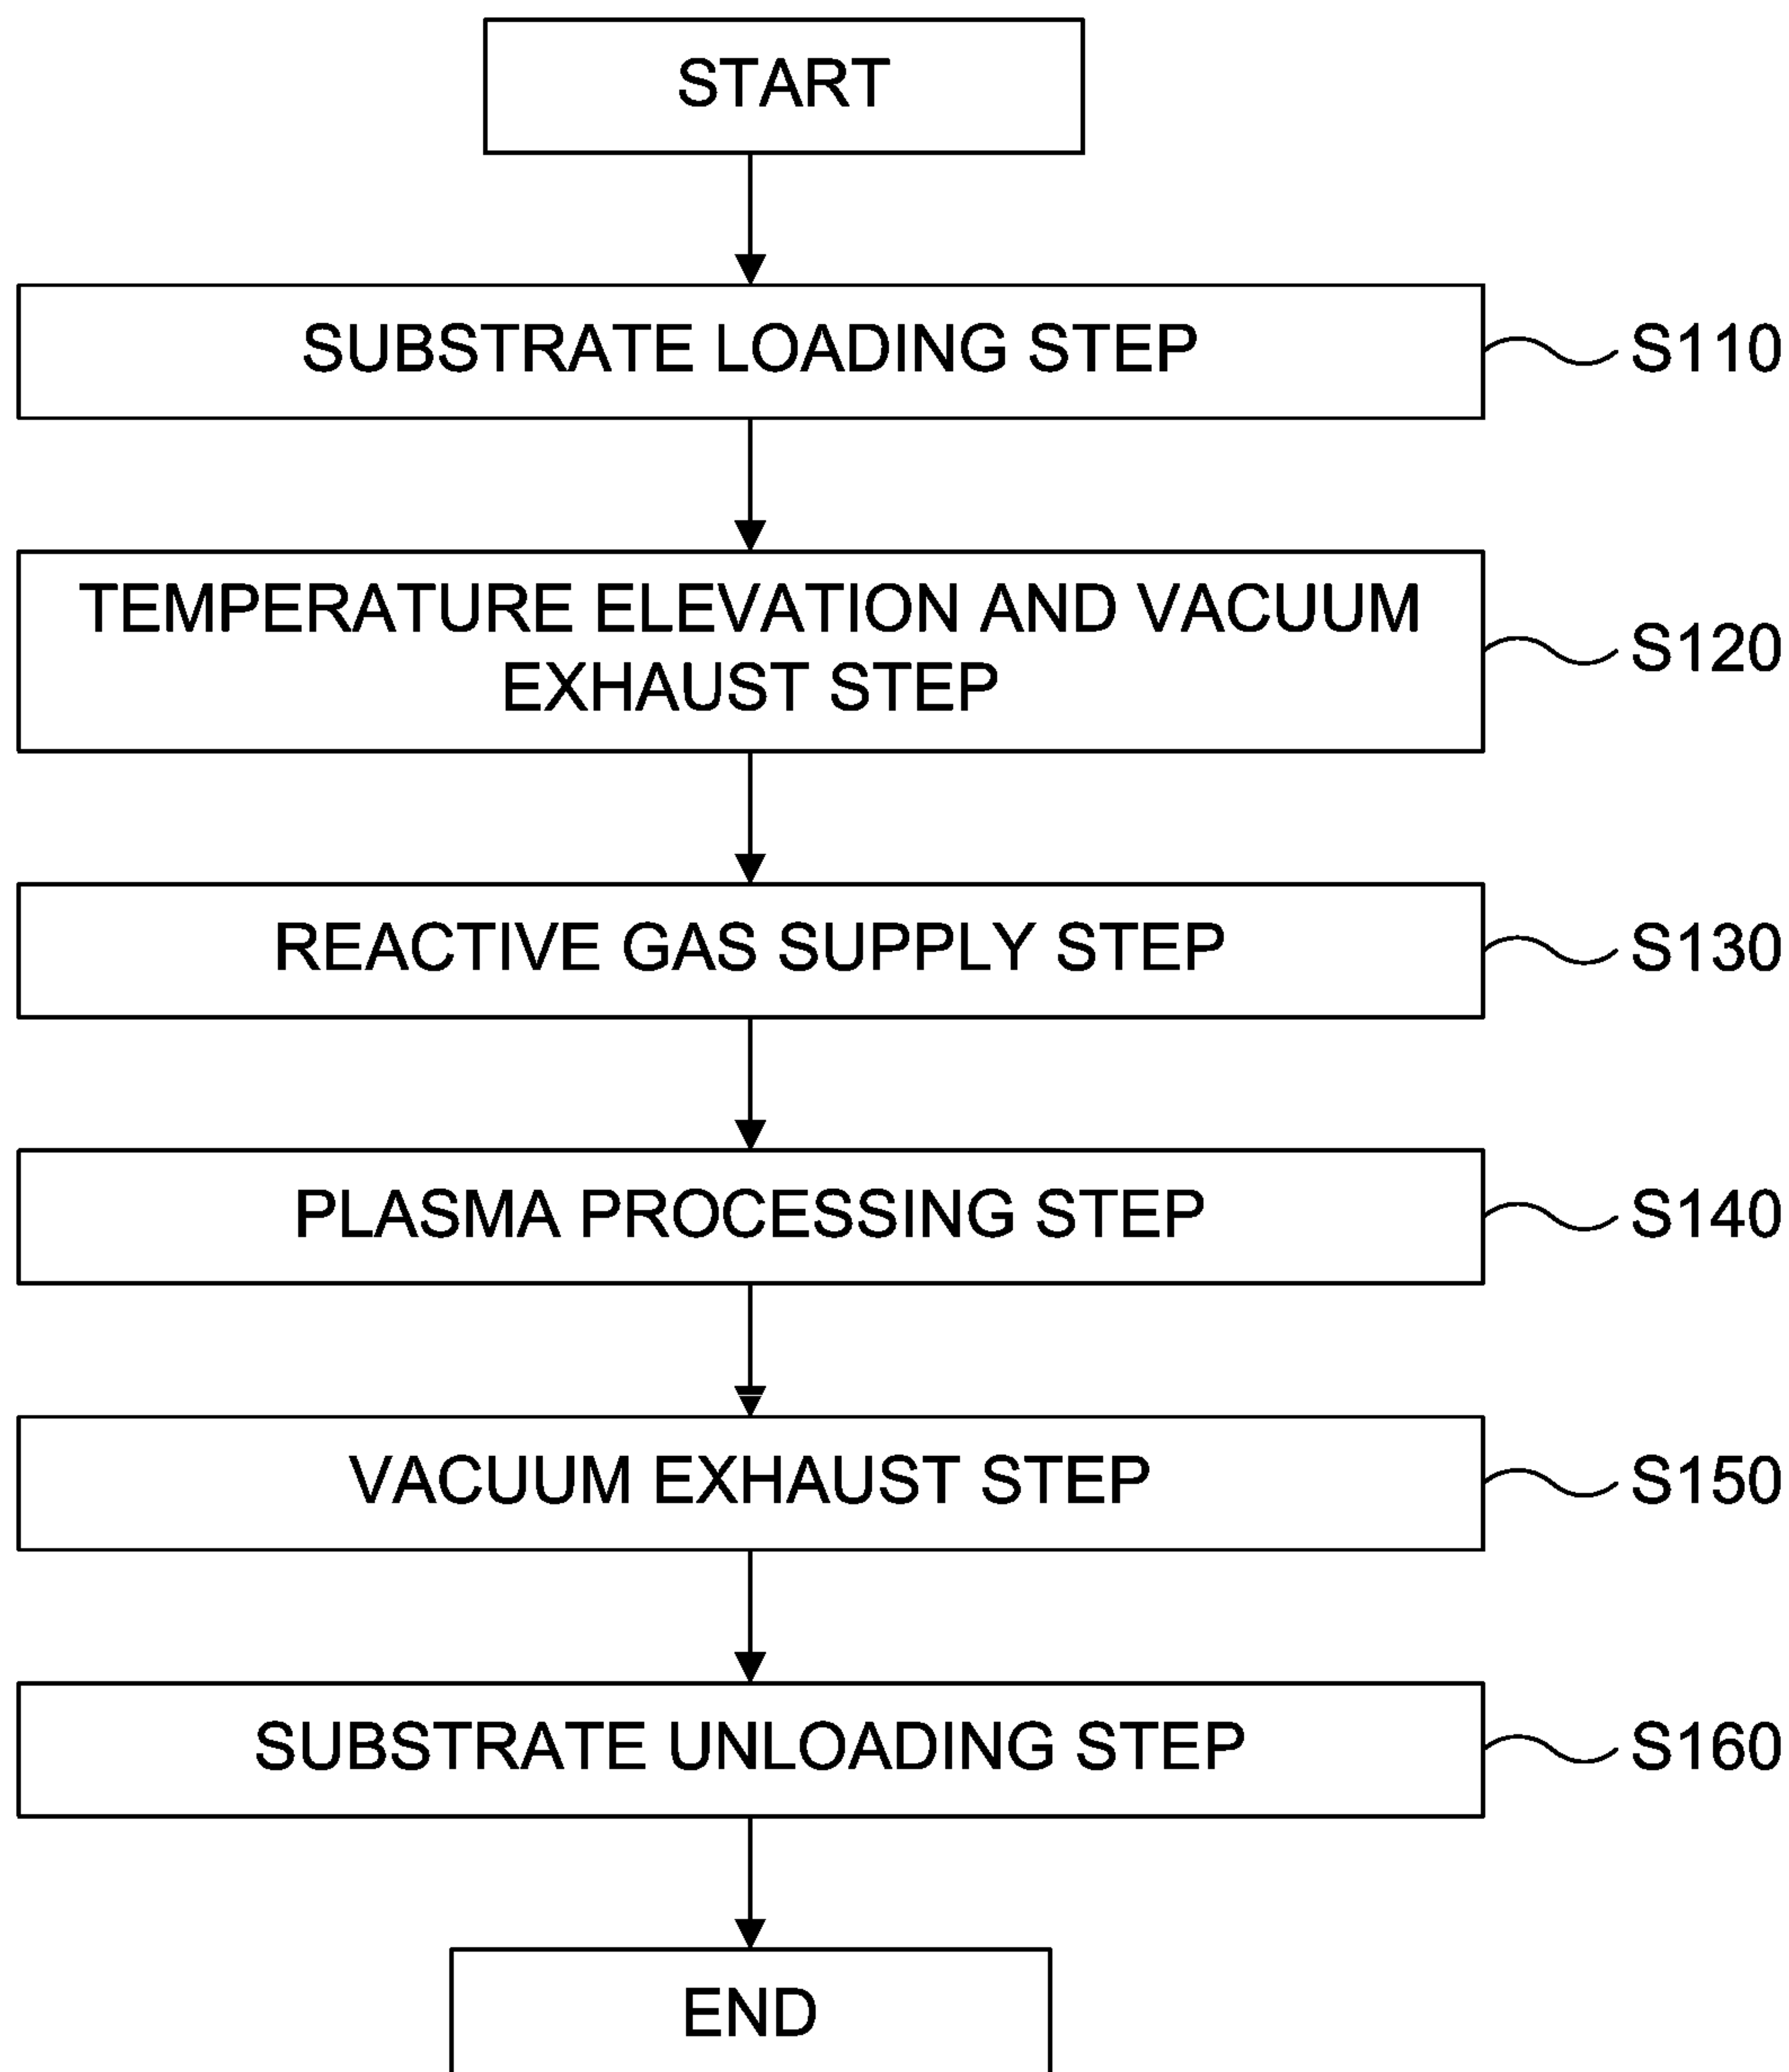 START
SUBSTRATE LOADING STEP
S110
TEMPERATURE ELEVATION AND VACUUM
EXHAUST STEP
S120
REACTIVE GAS SUPPLY STEP
S130
PLASMA PROCESSING STEP
S140
VACUUM EXHAUST STEP
S150
SUBSTRATE UNLOADING STEP
S160
END